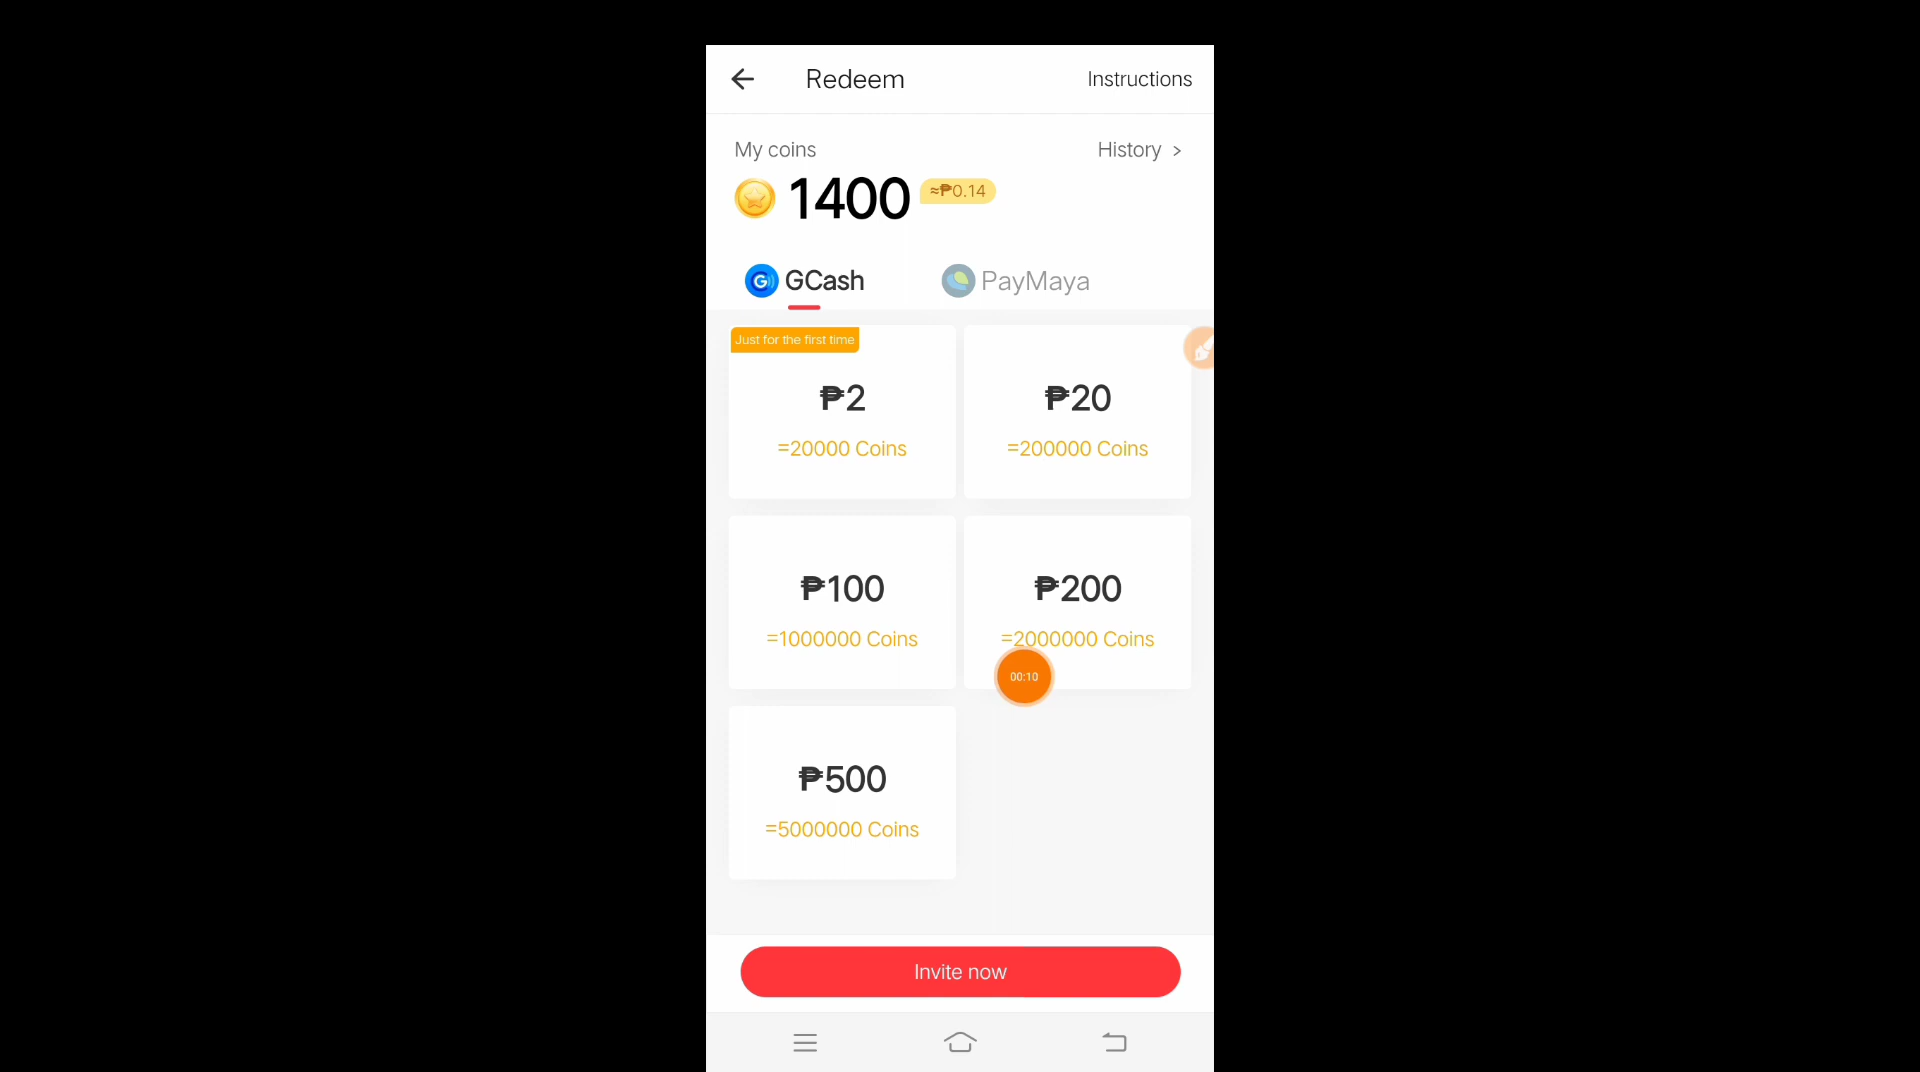 Redeem
Instructions
My coins
History >
1400
≈₱0.14
GCash
PayMaya
Just for the first time
₱2
=20000 Coins
₱20
=200000 Coins
₱100
=1000000 Coins
₱200
=2000000 Coins
00:10
₱500
=5000000 Coins
Invite now